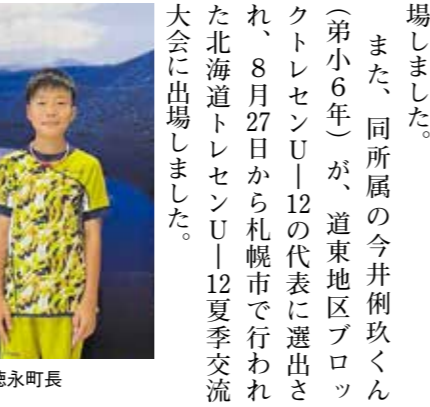 場しました。
また、同所属の今井俐玖くん
（弟小６年）が、道東地区ブロッ
クトレセンＵ―12の代表に選出さ
れ、８月27日から札幌市で行われ
た北海道トレセンＵ―12夏季交流
大会に出場しました。
徳永町長